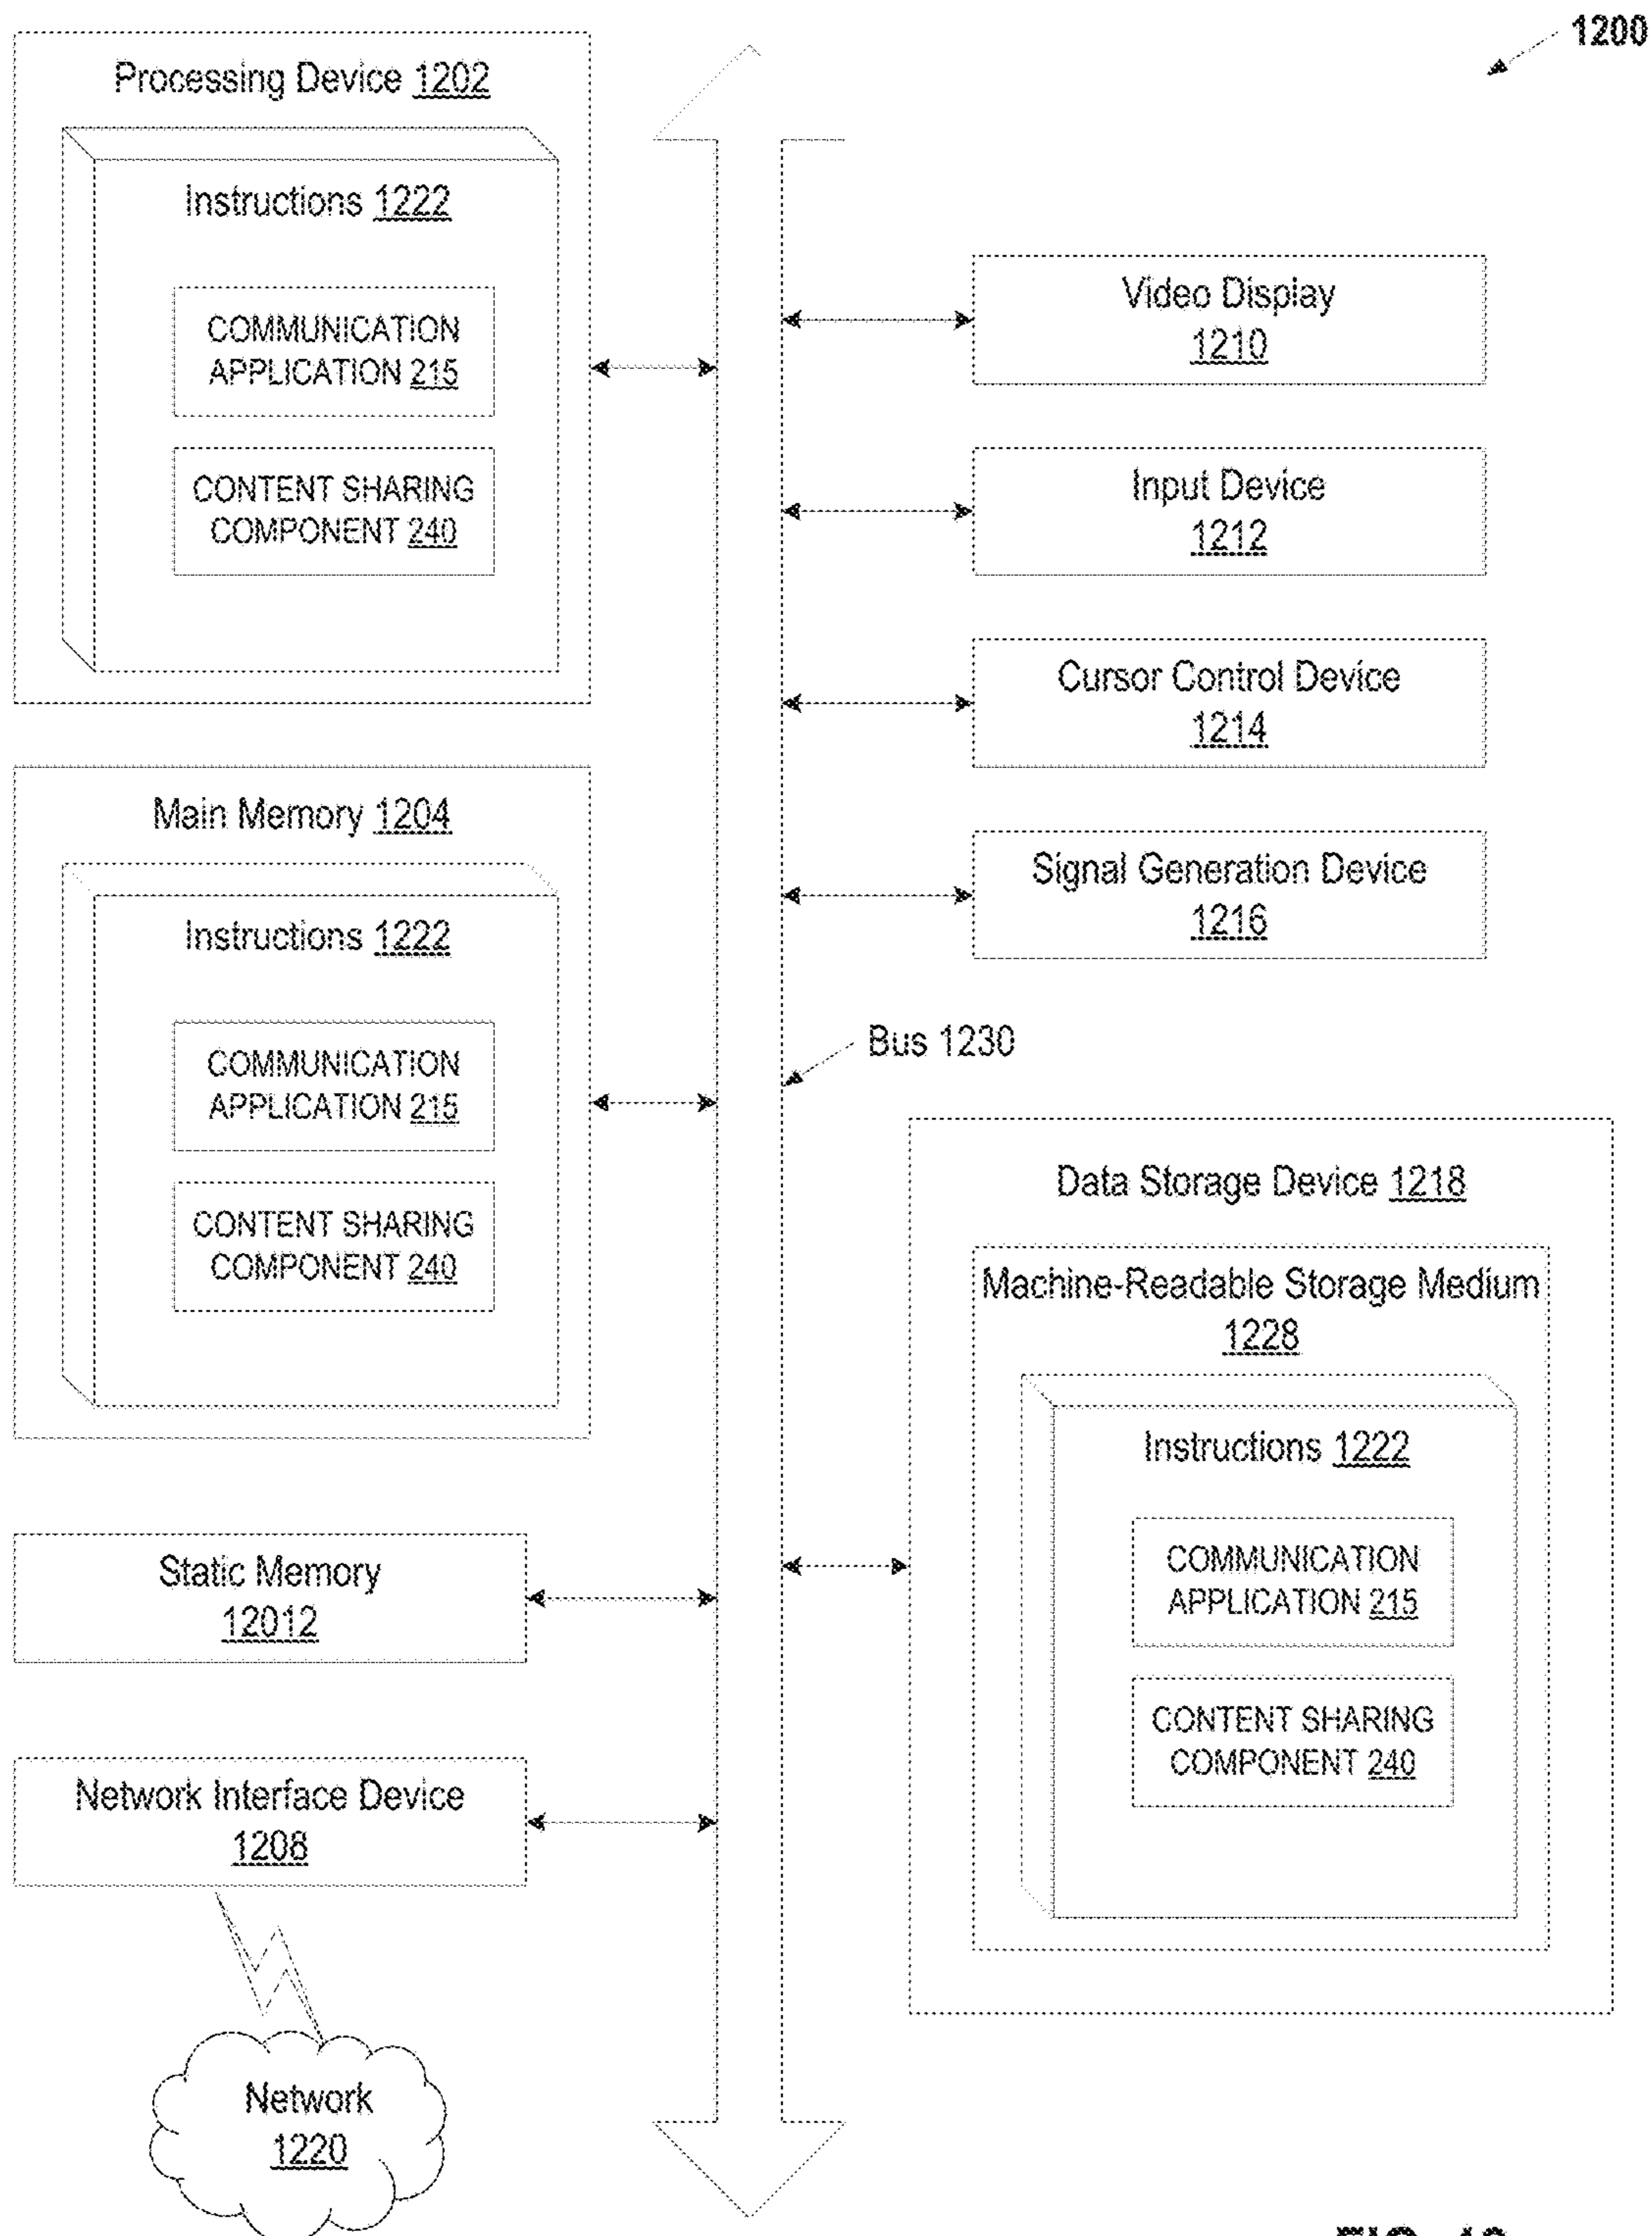 1200
Processing Device 1202
Instructions 1222
COMMUNICATION
APPLICATION 215
CONTENT SHARING
COMPONENT 240
Main Memory 1204
Instructions 1222
COMMUNICATION
APPLICATION 215
CONTENT SHARING
COMPONENT 240
Static Memory
12012
Network Interface Device
1208
Network
1220
Video Display
1210
Input Device
1212
Cursor Control Device
1214
Signal Generation Device
1216
Bus 1230
Data Storage Device 1218
Machine-Readable Storage Medium
1228
Instructions 1222
COMMUNICATION
APPLICATION 215
CONTENT SHARING
COMPONENT 240